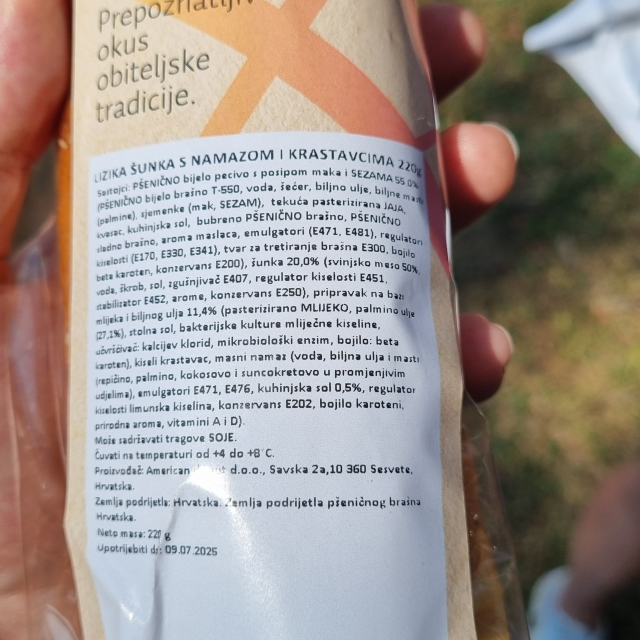 Prepoznatljiv
okus
obiteljske
tradicije.
LIZIKA ŠUNKA S NAMAZOM I KRASTAVCIMA 220g
Sastojci: PŠENIČNO bijelo pecivo s posipom maka i SEZAMA 55,0%
(PŠENIČNO bijelo brašno T-550, voda, šećer, biljno ulje, biljne masti
(palmine), sjemenke (mak, SEZAM), tekuća pasterizirana JAJA,
kvasac, kuhinjska sol, bubreno PŠENIČNO brašno, PŠENIČNO
sladno brašno, aroma maslaca, emulgatori (E471, E481), regulatori
kiselosti (E170, E330, E341), tvar za tretiranje brašna E300, bojilo
beta karoten, konzervans E200), šunka 20,0% (svinjsko meso 50%,
voda, škrob, sol, zgušnjivač E407, regulator kiselosti E451,
stabilizator E452, arome, konzervans E250), pripravak na bazi
mlijeka i biljnog ulja 11,4% (pasterizirano MLIJEKO, palmino ulje
(27,1%), stolna sol, bakterijske kulture mliječne kiseline,
učvršćivač: kalcijev klorid, mikrobiološki enzim, bojilo: beta
karoten), kiseli krastavac, masni namaz (voda, biljna ulja i masti
(repičino, palmino, kokosovo i suncokretovo u promjenjivim
udjelima), emulgatori E471, E476, kuhinjska sol 0,5%, regulator
kiselosti limunska kiselina, konzervans E202, bojilo karoteni,
prirodna aroma, vitamini A i D).
Može sadržavati tragove SOJE.
Čuvati na temperaturi od +4 do +8°C.
Proizvođač: American d.o.o., Savska 2a,10 360 Sesvete,
Hrvatska.
Zemlja podrijetla: Hrvatska. Zemlja podrijetla pšeničnog brašna
Hrvatska.
Neto masa: 220 g
Upotrijebiti do: 09.07.2025